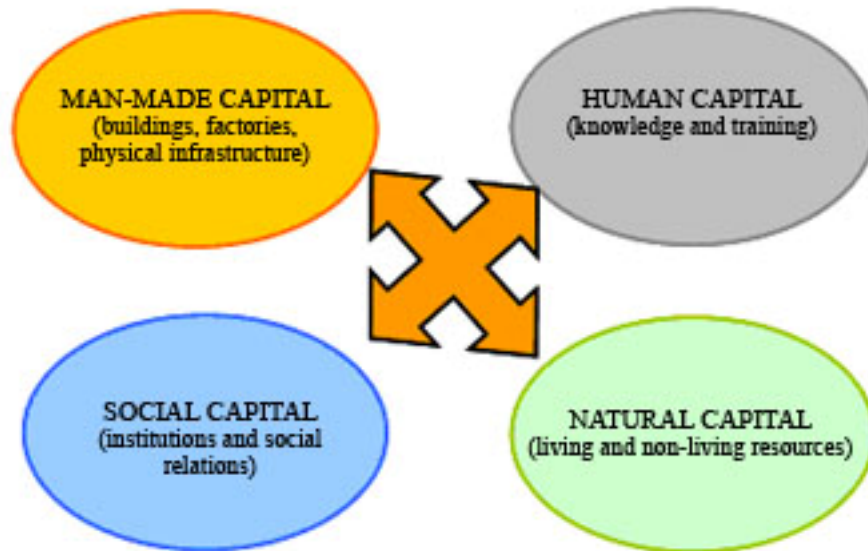 MAN-MADE CAPITAL
(buildings, factories,
physical infrastructure)
HUMAN CAPITAL
(knowledge and training)
SOCIAL CAPITAL
(institutions and social
relations)
NATURAL CAPITAL
(living and non-living resources)